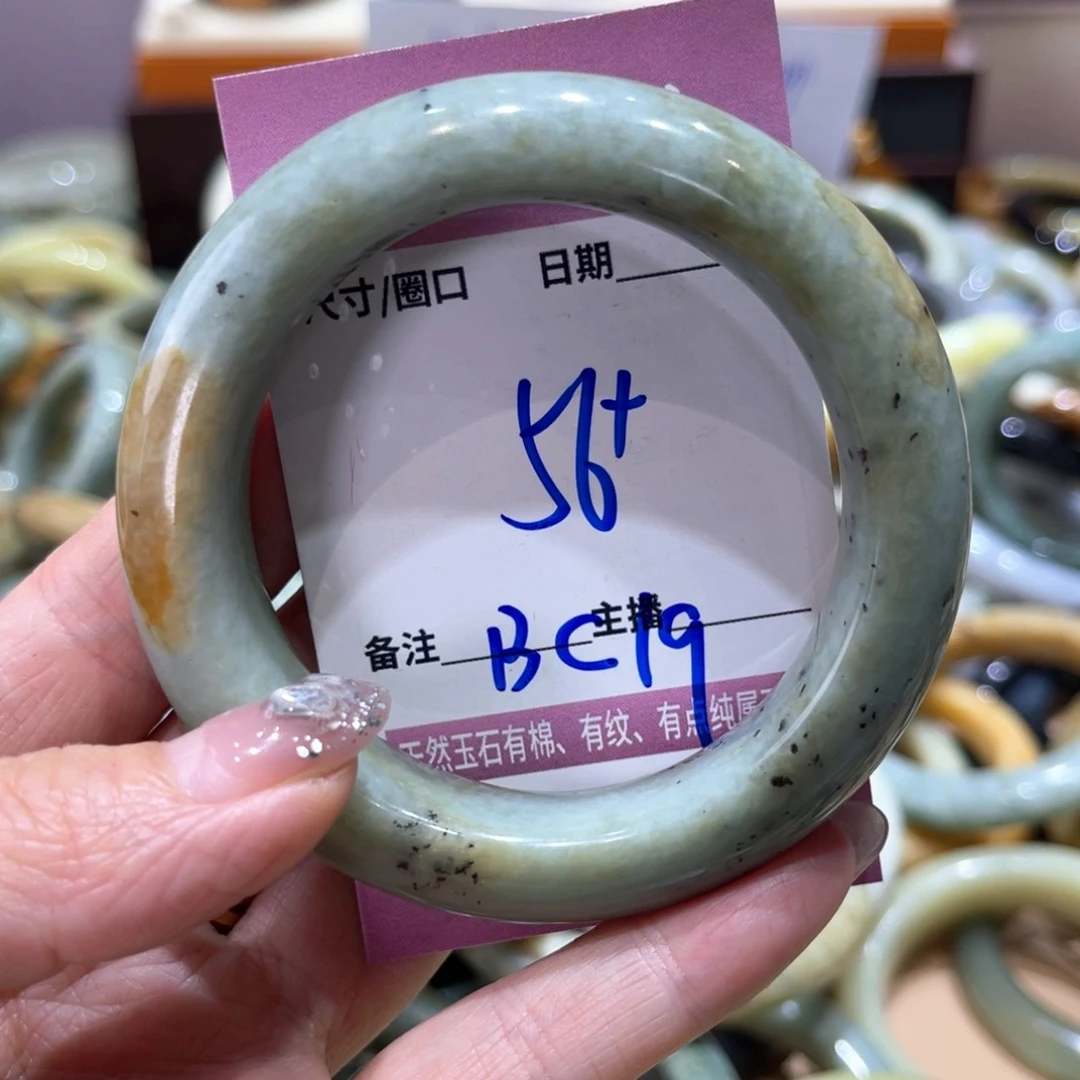 尺寸/圈口 日期
56+
备注 主播
BC19
天然玉石有棉、有纹、有点纯属